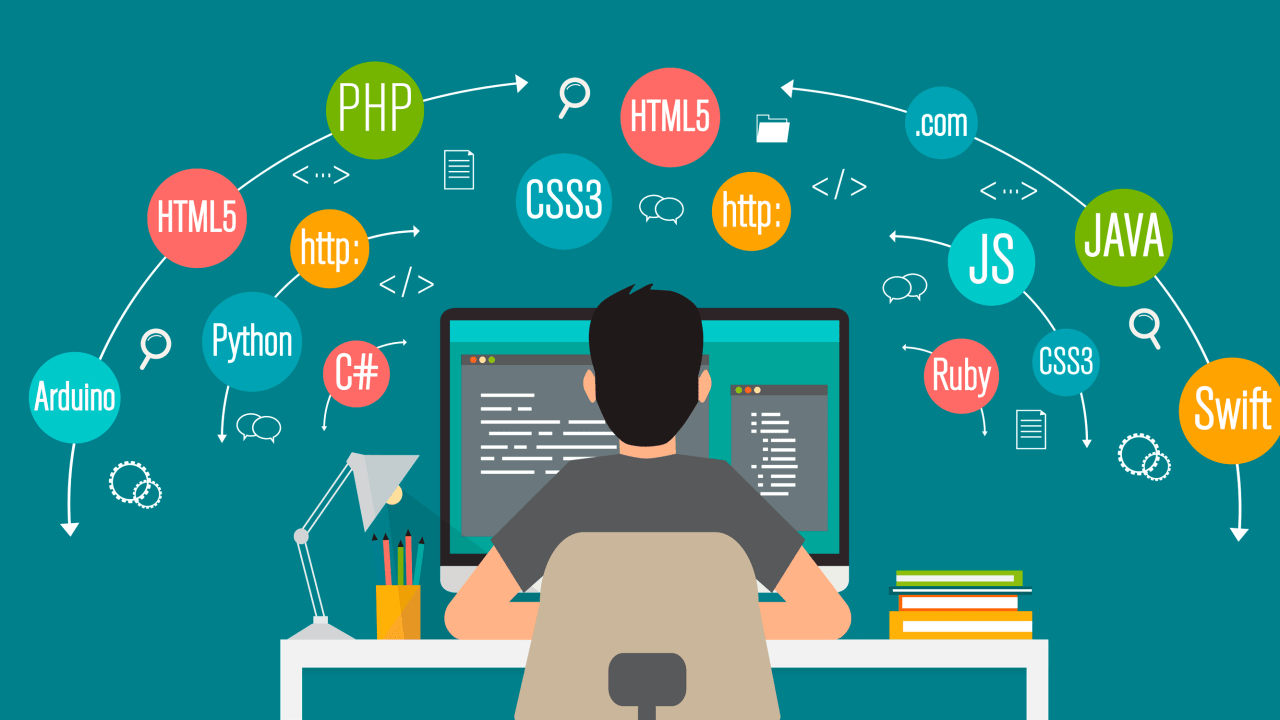 PHP
HTML5
.com
HTML5
CSS3
http:
JAVA
http:
JS
Python
C#
Ruby
CSS3
Arduino
Swift